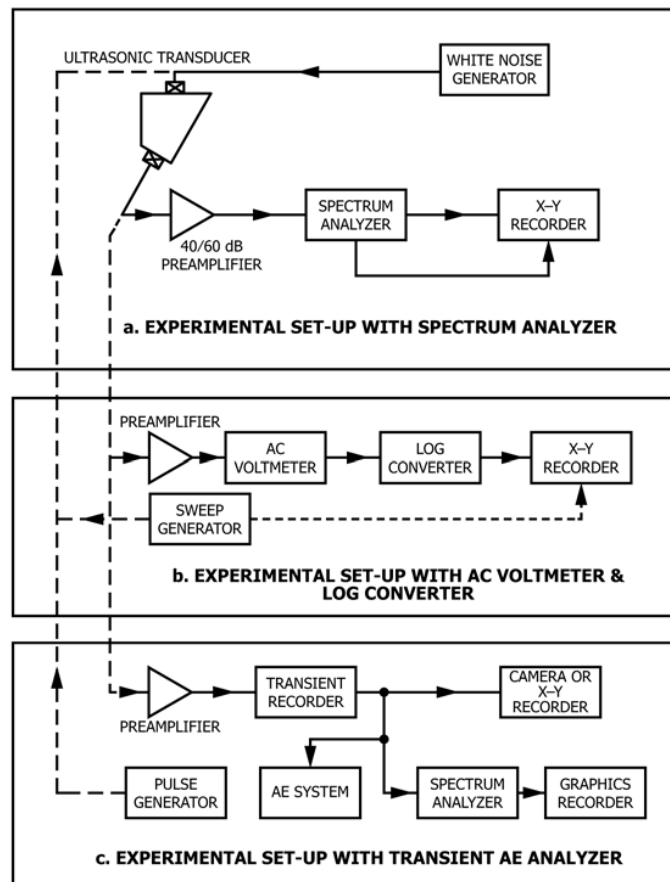 ULTRASONIC TRANSDUCER
WHITE NOISE
GENERATOR
SPECTRUM
ANALYZER
X–Y
RECORDER
40/60 dB
PREAMPLIFIER
a. EXPERIMENTAL SET-UP WITH SPECTRUM ANALYZER
PREAMPLIFIER
AC
VOLTMETER
LOG
CONVERTER
X–Y
RECORDER
SWEEP
GENERATOR
b. EXPERIMENTAL SET-UP WITH AC VOLTMETER &
LOG CONVERTER
PREAMPLIFIER
TRANSIENT
RECORDER
CAMERA OR
X–Y
RECORDER
PULSE
GENERATOR
AE SYSTEM
SPECTRUM
ANALYZER
GRAPHICS
RECORDER
c. EXPERIMENTAL SET-UP WITH TRANSIENT AE ANALYZER